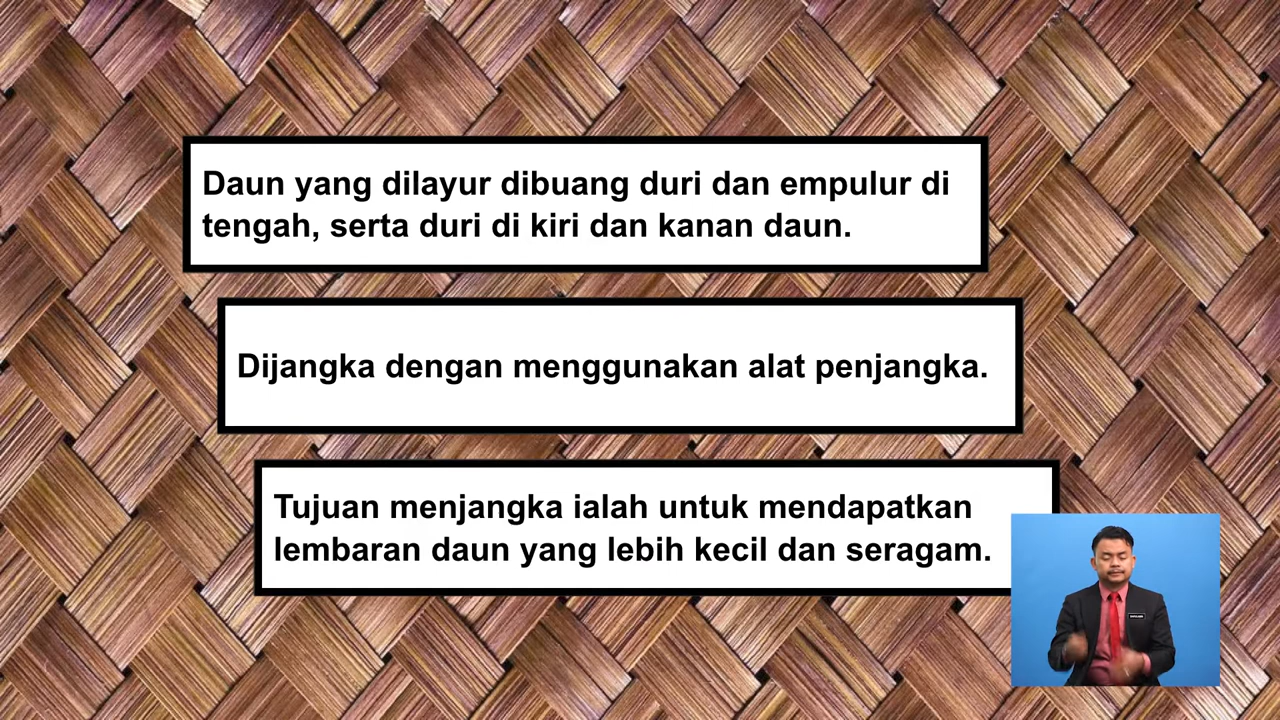 Daun yang dilayur dibuang duri dan empulur di
tengah, serta duri di kiri dan kanan daun.
Dijangka dengan menggunakan alat penjangka.
Tujuan menjangka ialah untuk mendapatkan
lembaran daun yang lebih kecil dan seragam.